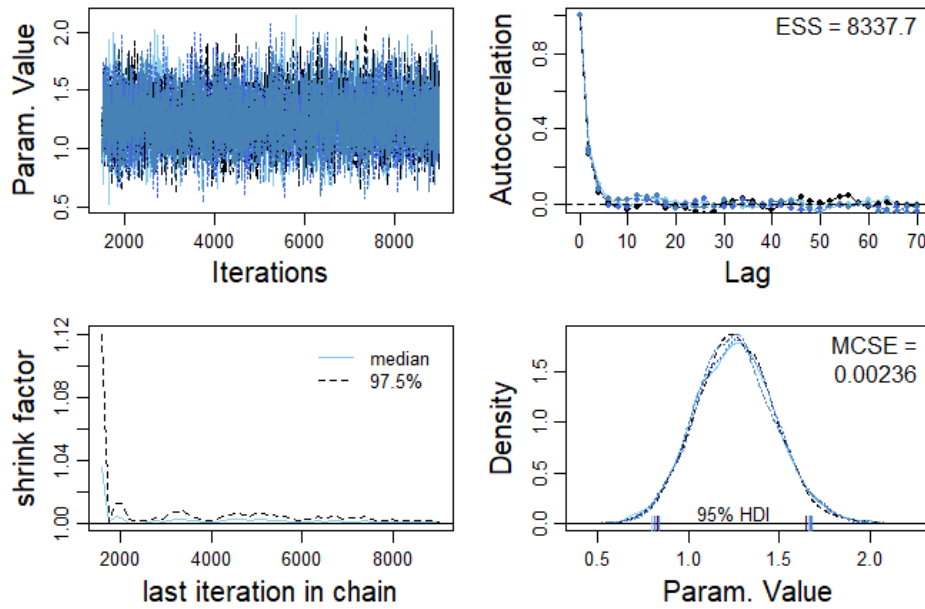 Param. Value
2.0
1.5
1.0
0.5
2000 4000 6000 8000
Iterations
Autocorrelation
0.8
0.4
0.0
ESS = 8337.7
0 10 20 30 40 50 60 70
Lag
shrink factor
1.12
1.08
1.04
1.00
median
97.5%
2000 4000 6000 8000
last iteration in chain
Density
1.5
1.0
0.5
0.0
MCSE =
0.00236
95% HDI
0.5 1.0 1.5 2.0
Param. Value